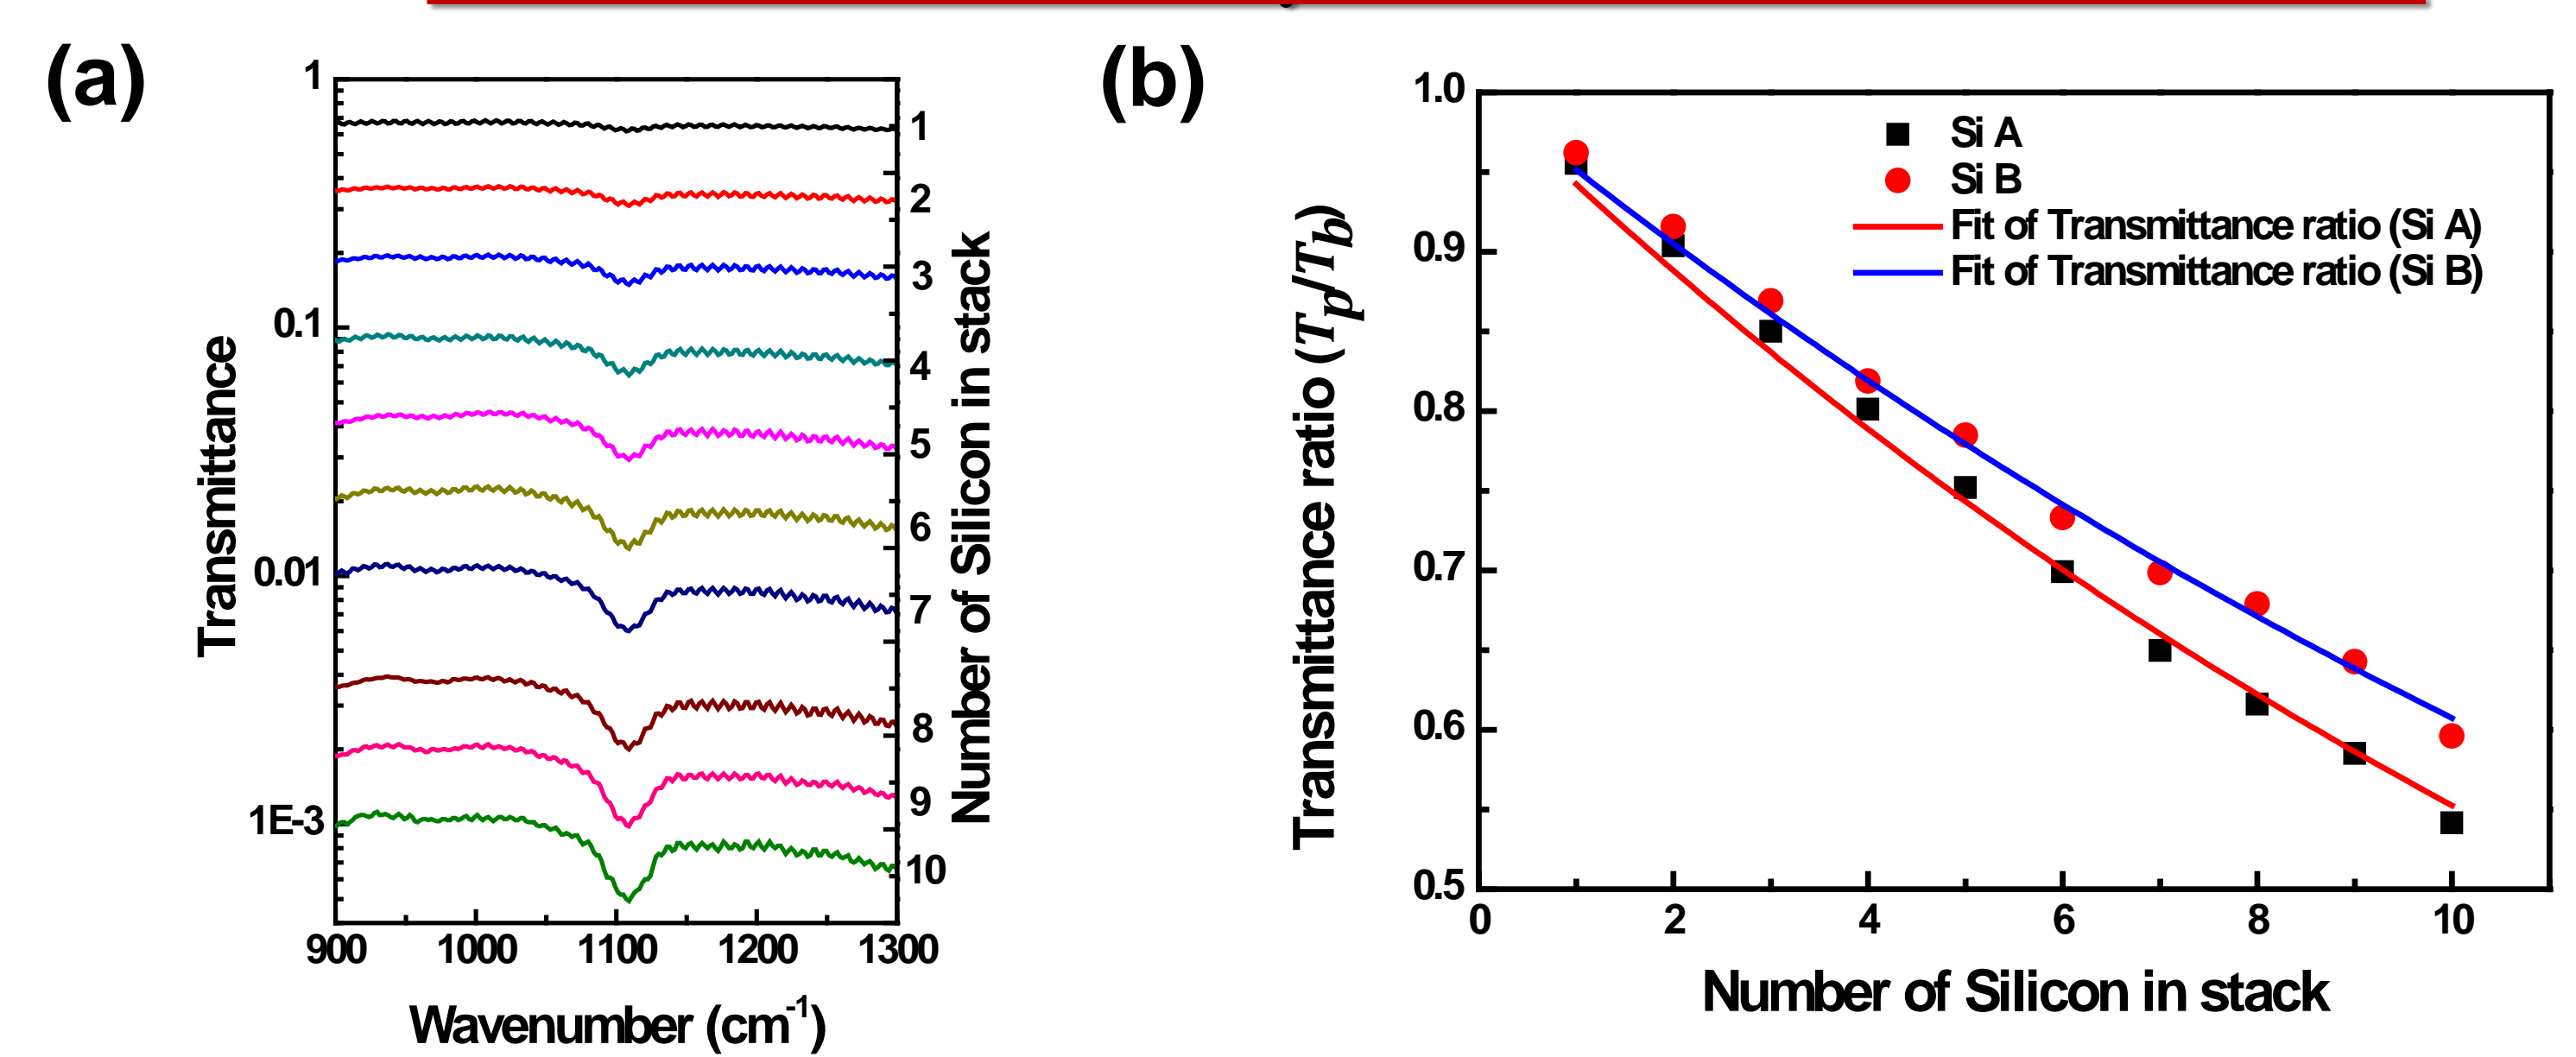 (a)
Transmittance
1
0.1
0.01
1E-3
900 1000 1100 1200 1300
Wavenumber (cm⁻¹)
1
2
3
4
5
6
7
8
9
10
Number of Silicon in stack
(b)
Transmittance ratio (Tp/Tb)
1.0
0.9
0.8
0.7
0.6
0.5
0 2 4 6 8 10
Number of Silicon in stack
Si A
Si B
Fit of Transmittance ratio (Si A)
Fit of Transmittance ratio (Si B)